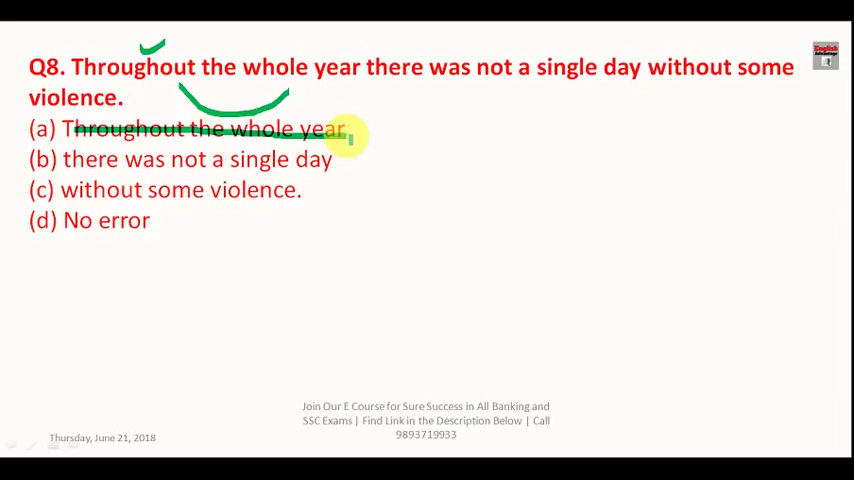 Q8. Throughout the whole year there was not a single day without some
violence.
(a) Throughout the whole year
(b) there was not a single day
(c) without some violence.
(d) No error
English
Advantage
Join Our E Course for Sure Success in All Banking and
SSC Exams | Find Link in the Description Below | Call
9893719933
Thursday, June 21, 2018